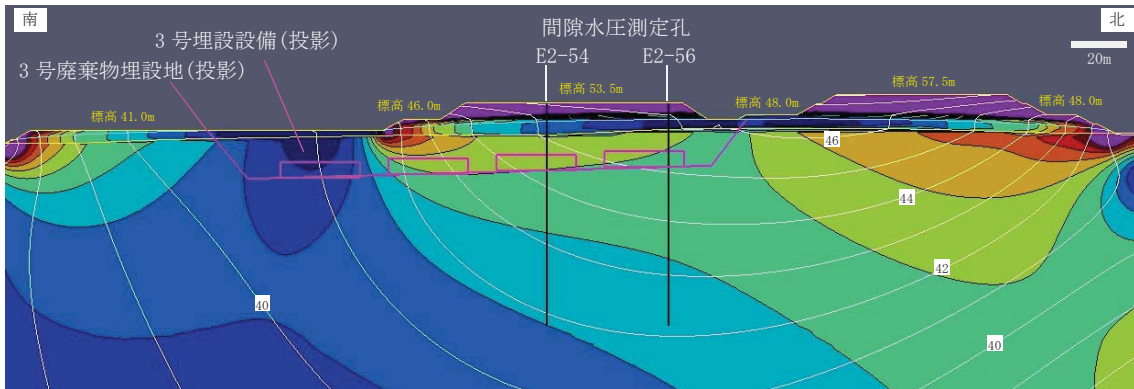 南
北
3号埋設設備(投影)
3号廃棄物埋設地(投影)
間隙水圧測定孔
E2-54
E2-56
20m
標高 41.0m
標高 46.0m
標高 53.5m
標高 48.0m
標高 57.5m
標高 48.0m
46
44
42
40
40